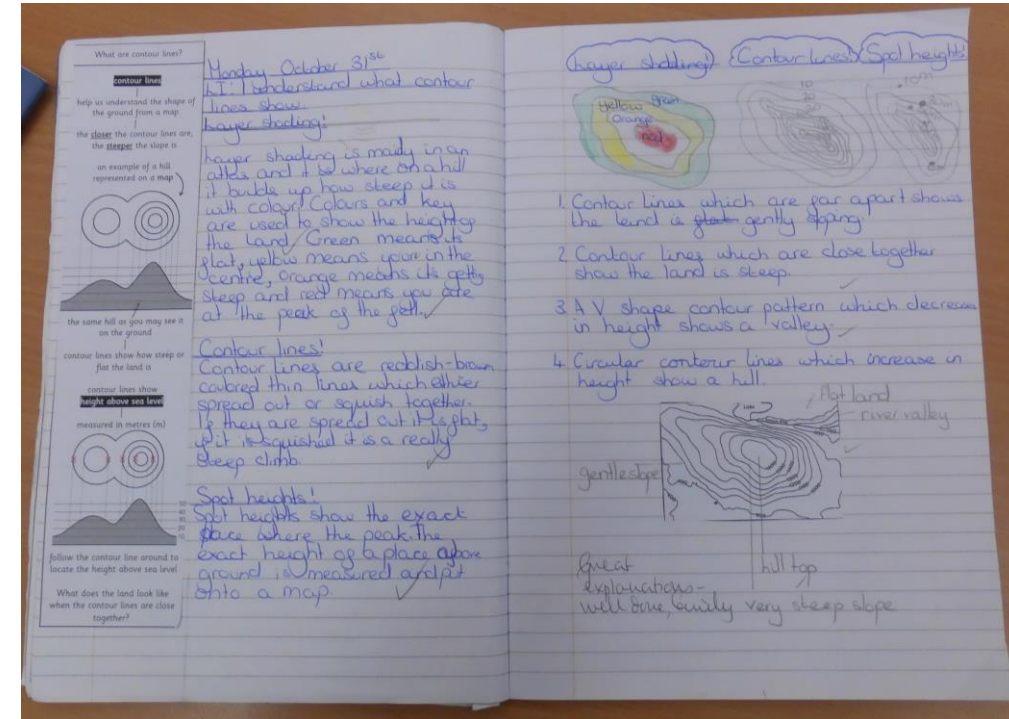 What are contour lines?
contour lines
help us understand the shape of
the ground from a map
the closer the contour lines are,
the steeper the slope is
an example of a hill
represented on a map
the same hill as you may see it
on the ground
contour lines show how steep or
flat the land is
contour lines show
height above sea level
measured in metres (m)
follow the contour line around to
locate the height above sea level
What does the land look like
when the contour lines are close
together?
Monday October 31st
LI: I understand what contour
lines show.
Layer shading!
Layer shading is mainly in an
atlas and it is where on a hill
it builds up how steep it is
with colour. Colours and key
are used to show the height of
the land. Green means its
flat, yellow means your in the
centre, orange means its getting
steep and red means you are
at the peak of the
Contour lines!
Contour lines are reddish-brown
coloured thin lines which
spread out or squish together.
If they are spread out it is flat,
if it is squished it is a really
steep climb.
Spot heights!
Spot heights show the exact
place where the peak. The
exact height of a place above
ground is measured and put
onto a map.
Layer shading! Contour lines! Spot heights!
yellow green
orange
red
10
20
10m
1. Contour Lines which are far apart shows
the land is gently sloping.
2. Contour Lines which are close together
show the land is steep.
3. A V shape contour pattern which decreases
in height shows a valley.
4. Circular contour lines which increase in
height show a hill.
flat land
river valley
gentle slope
hill top
very steep slope
Great
explanations-
well done,